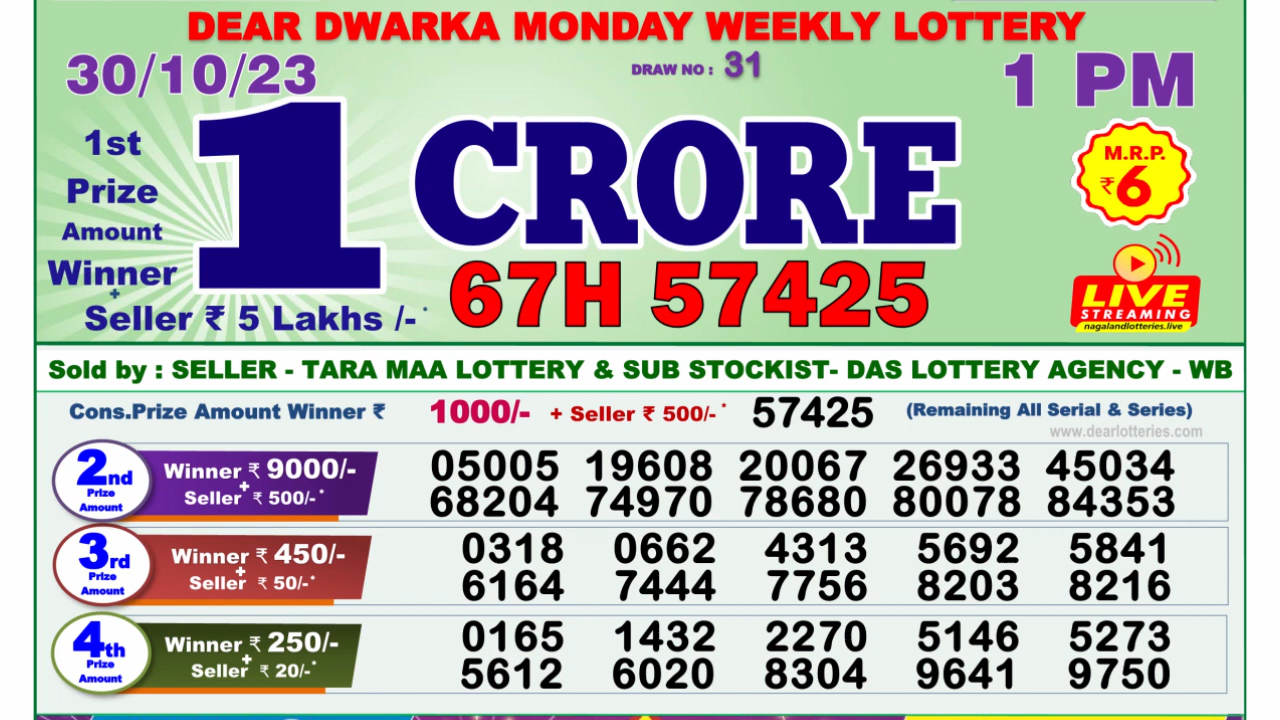 DEAR DWARKA MONDAY WEEKLY LOTTERY
30/10/23
DRAW NO : 31
1 PM
1st
Prize
Amount
Winner
+
Seller ₹ 5 Lakhs /-*
1 CRORE
67H 57425
M.R.P.
₹6
LIVE
STREAMING
nagalandlotteries.live
Sold by : SELLER - TARA MAA LOTTERY & SUB STOCKIST- DAS LOTTERY AGENCY - WB
Cons.Prize Amount Winner ₹ 1000/- + Seller ₹ 500/-* 57425 (Remaining All Serial & Series)
www.dearlotteries.com
2nd
Prize
Amount
Winner ₹ 9000/-
+
Seller ₹ 500/-*
05005 19608 20067 26933 45034
68204 74970 78680 80078 84353
3rd
Prize
Amount
Winner ₹ 450/-
+
Seller ₹ 50/-*
0318 0662 4313 5692 5841
6164 7444 7756 8203 8216
4th
Prize
Amount
Winner ₹ 250/-
+
Seller ₹ 20/-*
0165 1432 2270 5146 5273
5612 6020 8304 9641 9750